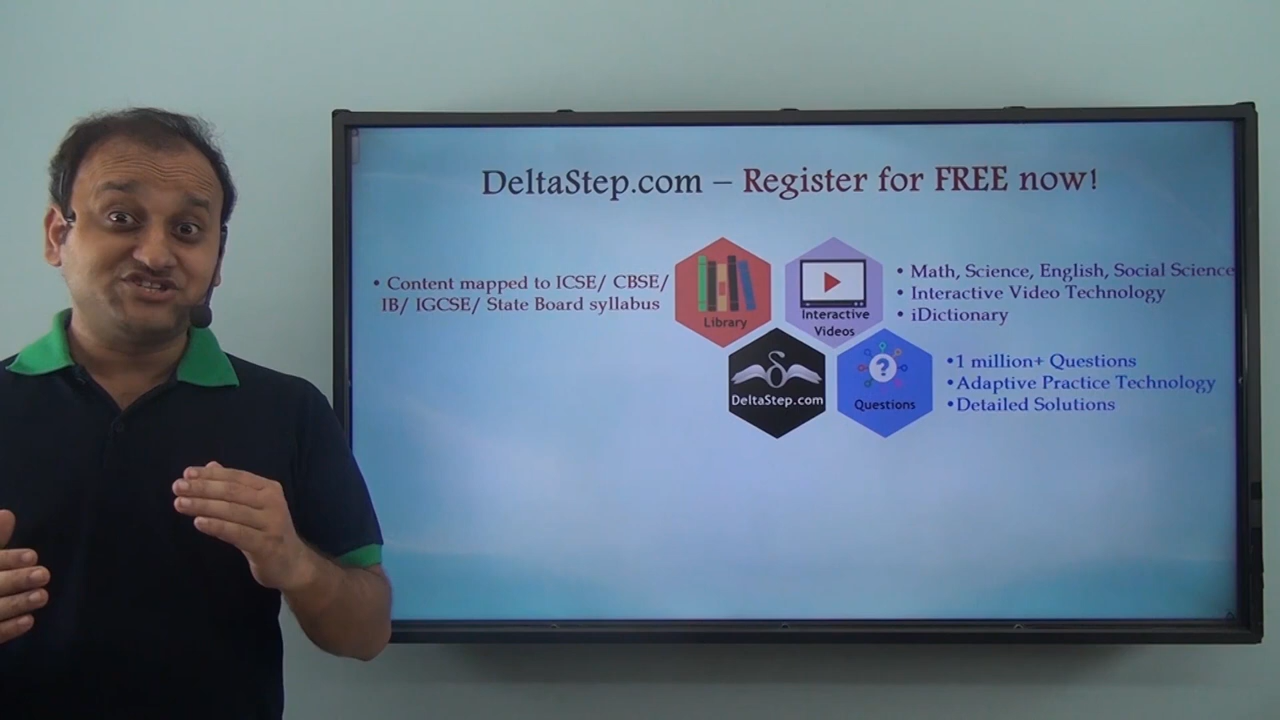 DeltaStep.com – Register for FREE now!
• Content mapped to ICSE/ CBSE/
IB/ IGCSE/ State Board syllabus
Library
Interactive
Videos
• Math, Science, English, Social Science
• Interactive Video Technology
• iDictionary
δ
DeltaStep.com
?
Questions
•1 million+ Questions
•Adaptive Practice Technology
•Detailed Solutions